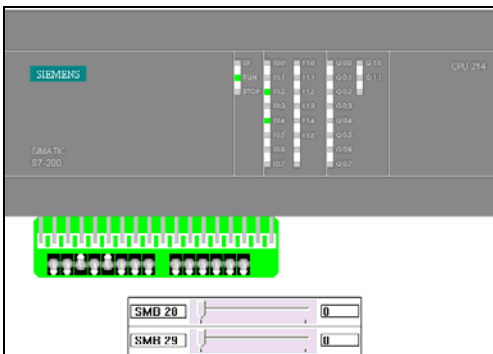 SIEMENS
SIMATIC
S7-200
SF
RUN
STOP
I0.0 I1.0 Q0.0 Q1.0
I0.1 I1.1 Q0.1 Q1.1
I0.2 I1.2 Q0.2
I0.3 I1.3 Q0.3
I0.4 I1.4 Q0.4
I0.5 I1.5 Q0.5
I0.6 Q0.6
I0.7 Q0.7
CPU 214
SMB 28 0
SMB 29 0